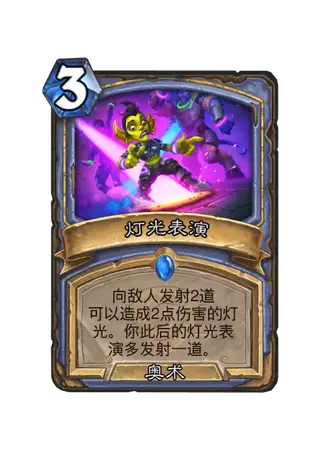 3
灯光表演
向敌人发射2道
可以造成2点伤害的灯
光。你此后的灯光表
演多发射一道。
奥术